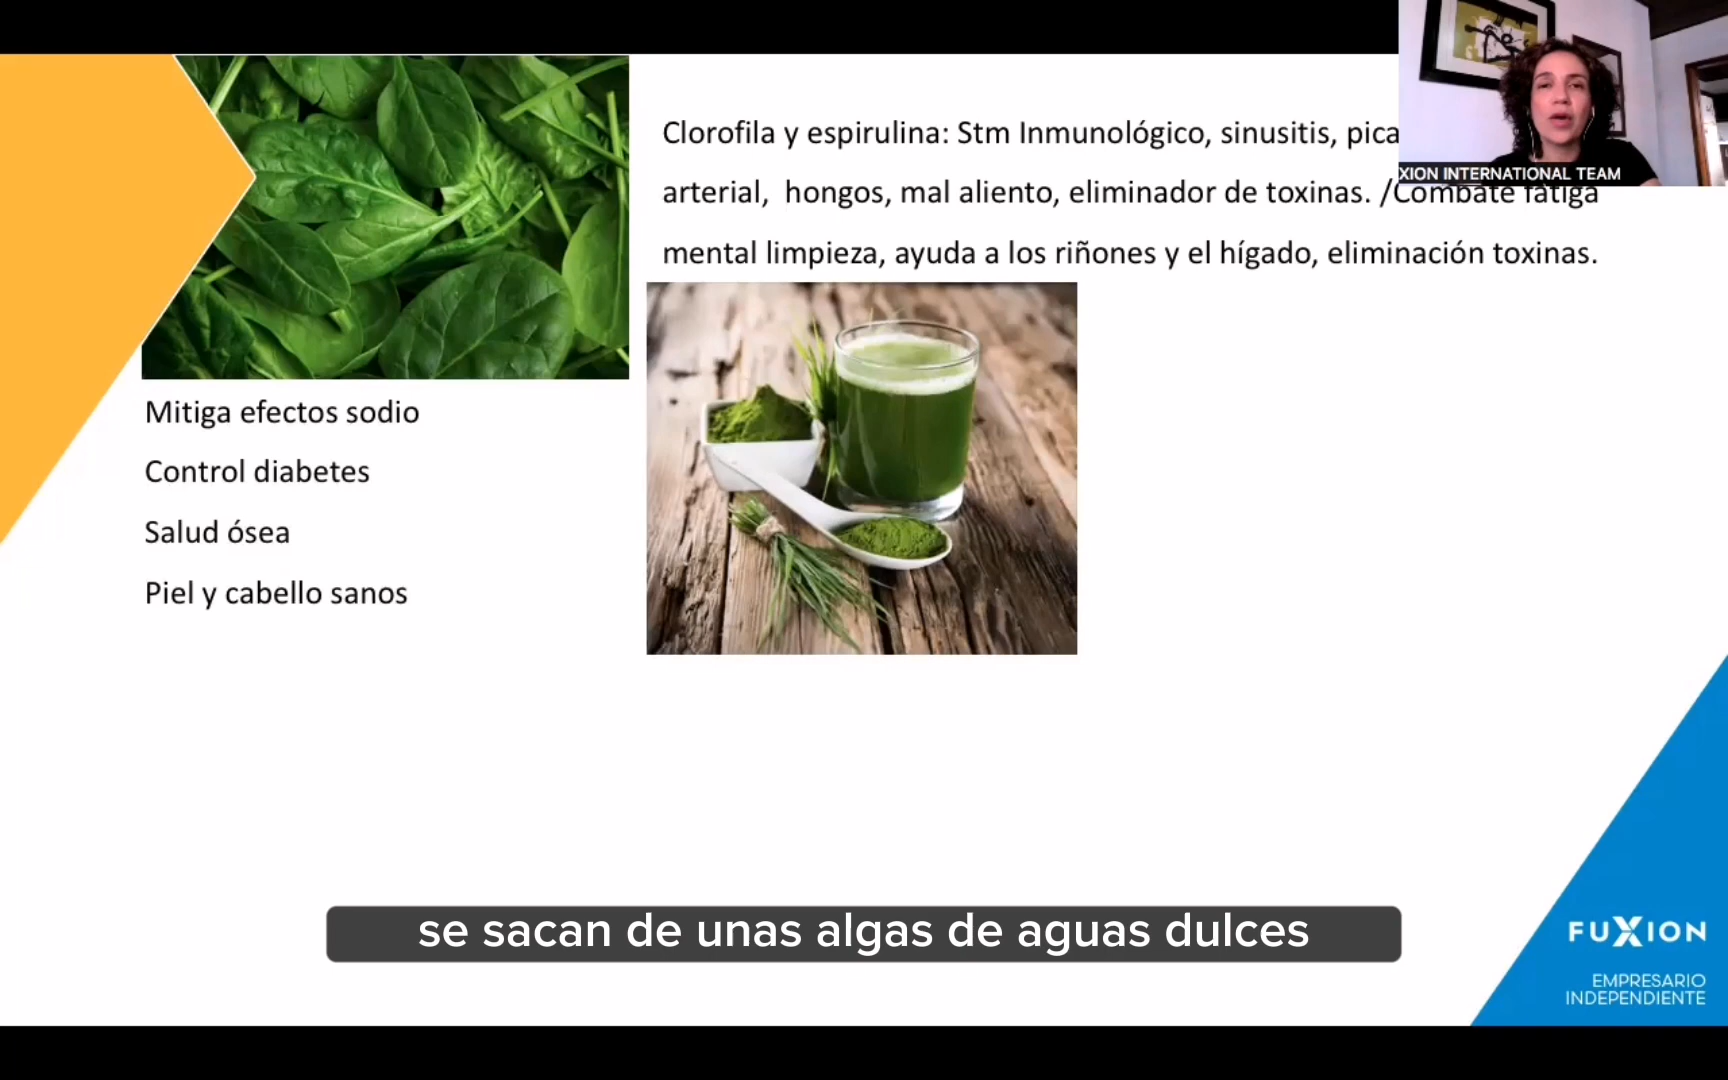 Clorofila y espirulina: Stm Inmunológico, sinusitis,
arterial, hongos, mal aliento, eliminador de toxinas. /Combate fatiga
mental limpieza, ayuda a los riñones y el hígado, eliminación toxinas.
XION INTERNATIONAL TEAM
Mitiga efectos sodio
Control diabetes
Salud ósea
Piel y cabello sanos
se sacan de unas algas de aguas dulces
FUXION
EMPRESARIO
INDEPENDIENTE